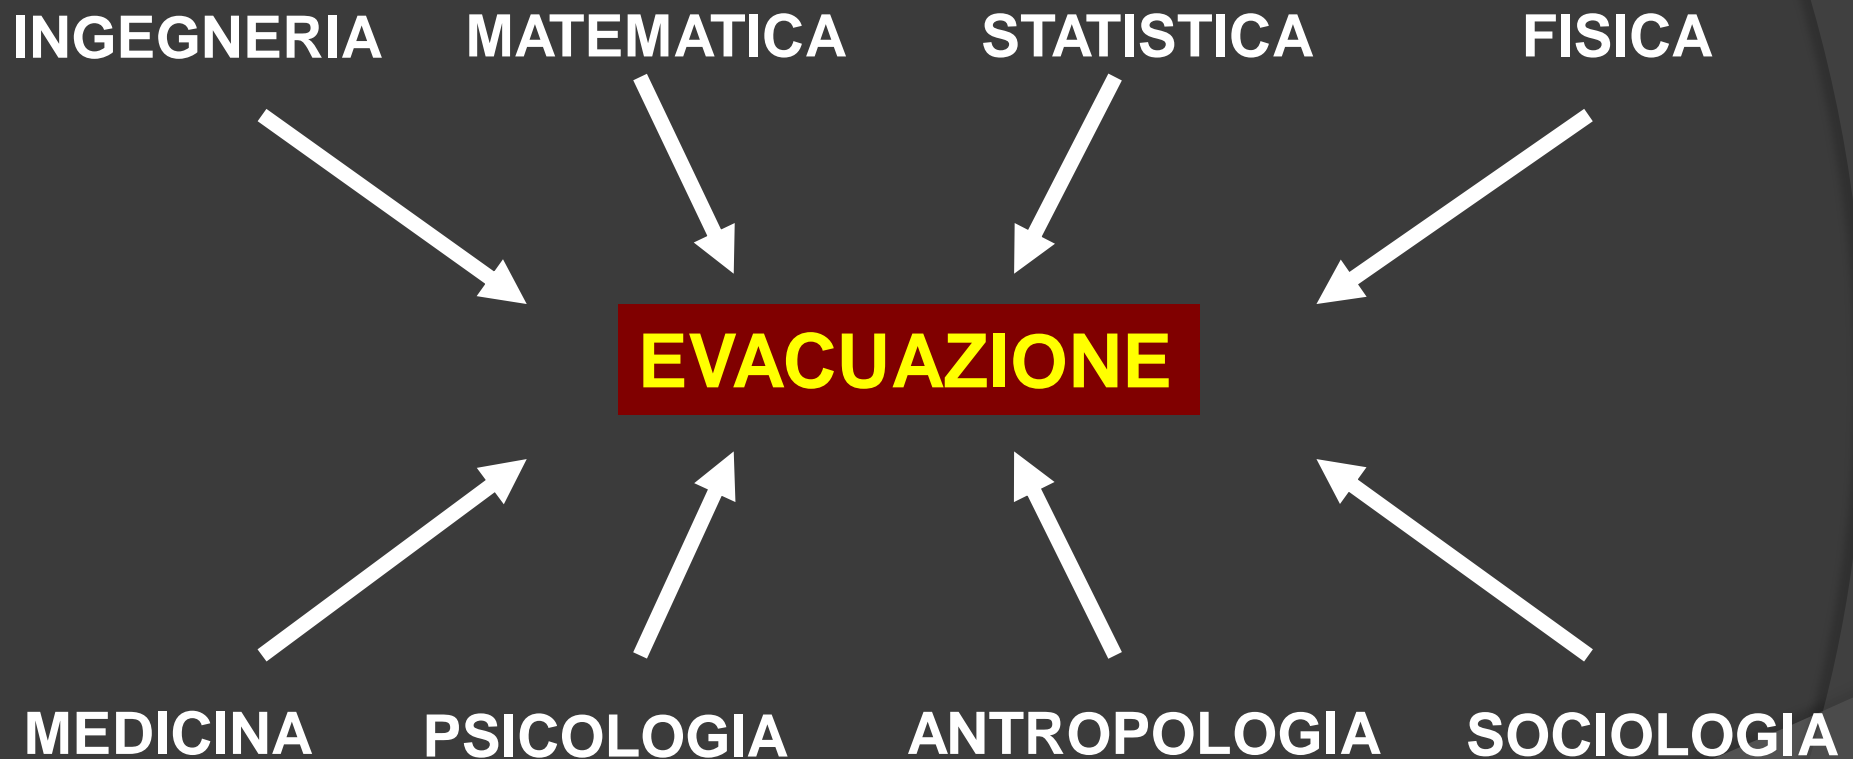 INGEGNERIA MATEMATICA STATISTICA FISICA
EVACUAZIONE
MEDICINA PSICOLOGIA ANTROPOLOGIA SOCIOLOGIA